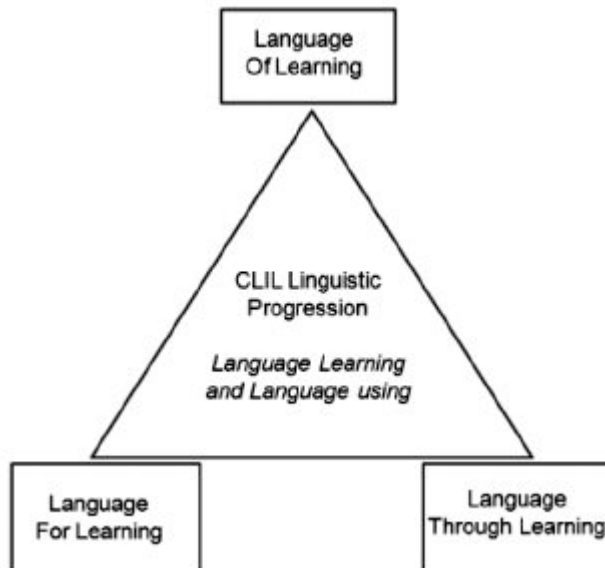 Language
Of Learning
CLIL Linguistic
Progression
Language Learning
and Language using
Language
For Learning
Language
Through Learning